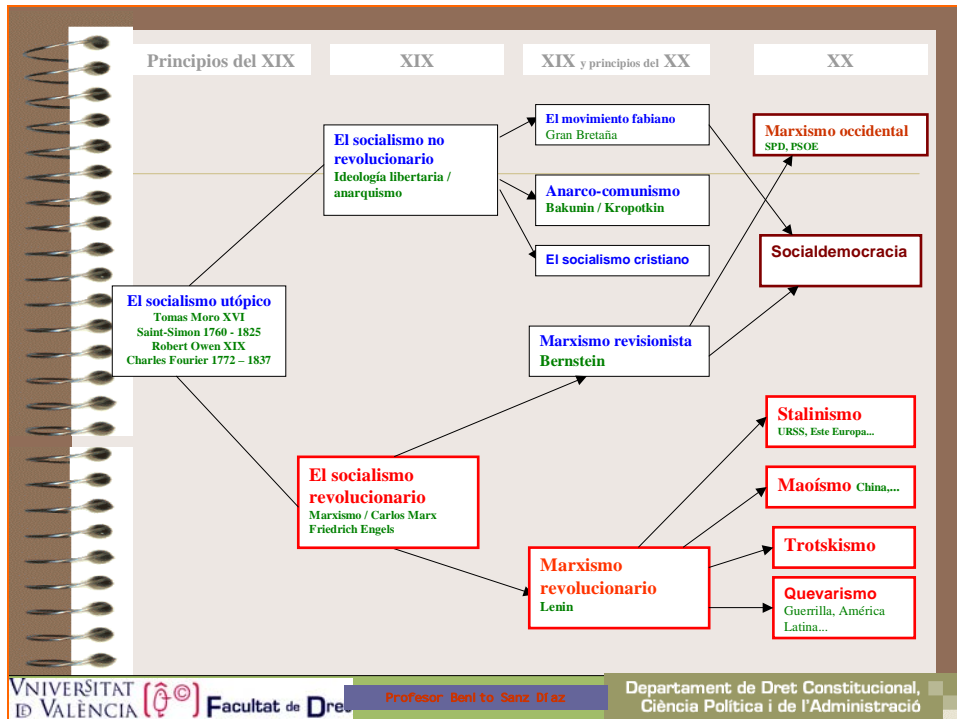 Principios del XIX
XIX
XIX y principios del XX
XX
El socialismo utópico
Tomas Moro XVI
Saint-Simon 1760 - 1825
Robert Owen XIX
Charles Fourier 1772 – 1837
El socialismo no
revolucionario
Ideología libertaria /
anarquismo
El socialismo
revolucionario
Marxismo / Carlos Marx
Friedrich Engels
El movimiento fabiano
Gran Bretaña
Anarco-comunismo
Bakunin / Kropotkin
El socialismo cristiano
Marxismo revisionista
Bernstein
Marxismo
revolucionario
Lenin
Marxismo occidental
SPD, PSOE
Socialdemocracia
Stalinismo
URSS, Este Europa...
Maoísmo China,...
Trotskismo
Quevarismo
Guerrilla, América
Latina...
VNIVERSITAT
ID VALÈNCIA
Facultat de Dret
Profesor Benito Sanz Díaz
Departament de Dret Constitucional,
Ciència Política i de l'Administració